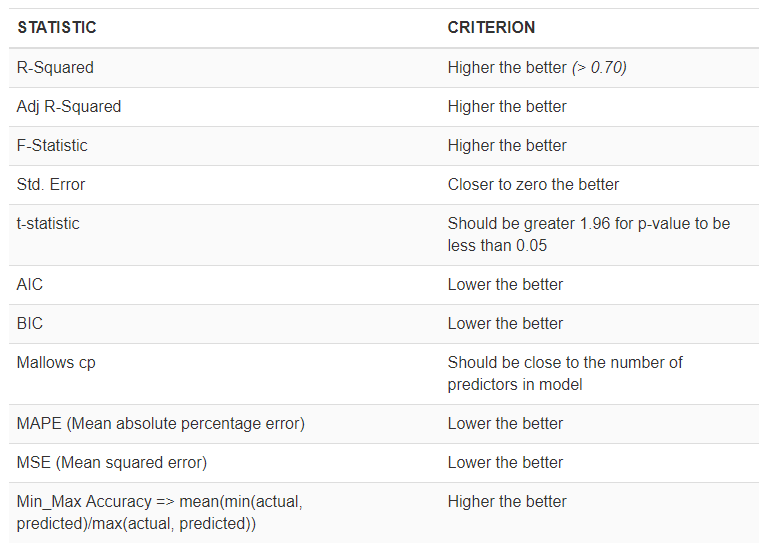 STATISTIC CRITERION
R-Squared Higher the better (> 0.70)
Adj R-Squared Higher the better
F-Statistic Higher the better
Std. Error Closer to zero the better
t-statistic Should be greater 1.96 for p-value to be
less than 0.05
AIC Lower the better
BIC Lower the better
Mallows cp Should be close to the number of
predictors in model
MAPE (Mean absolute percentage error) Lower the better
MSE (Mean squared error) Lower the better
Min_Max Accuracy => mean(min(actual, Higher the better
predicted)/max(actual, predicted))